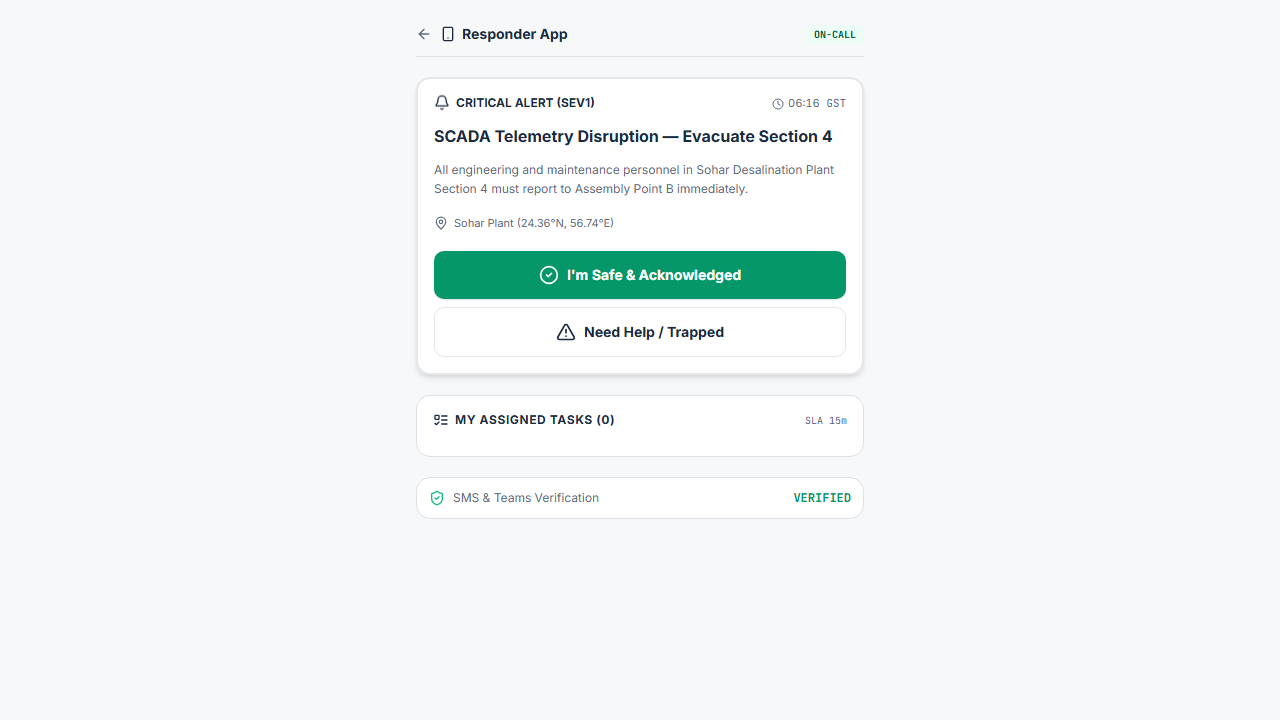 Responder App
ON-CALL
CRITICAL ALERT (SEV1)
06:16 GST
SCADA Telemetry Disruption — Evacuate Section 4
All engineering and maintenance personnel in Sohar Desalination Plant
Section 4 must report to Assembly Point B immediately.
Sohar Plant (24.36°N, 56.74°E)
I'm Safe & Acknowledged
Need Help / Trapped
MY ASSIGNED TASKS (0)
SLA 15m
SMS & Teams Verification
VERIFIED